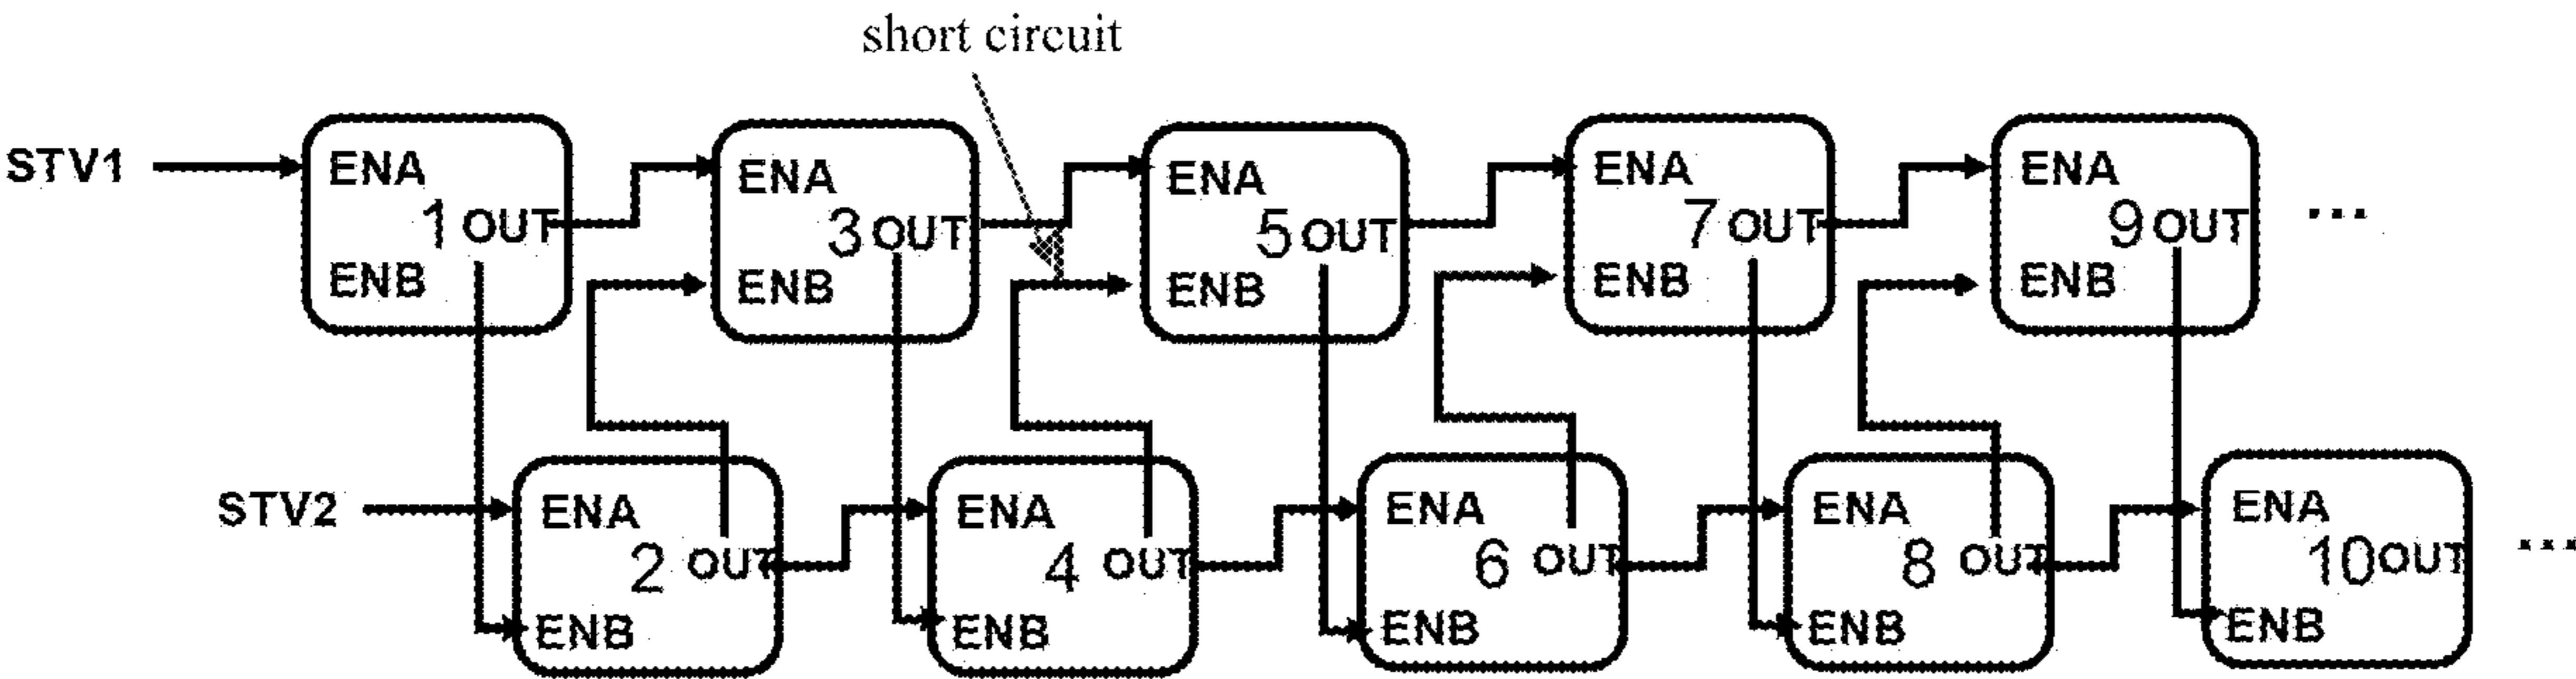 short circuit
STV1
ENA
1 OUT
ENB
ENA
3 OUT
ENB
ENA
5 OUT
ENB
ENA
7 OUT
ENB
ENA
9 OUT
ENB
...
STV2
ENA
2 OUT
ENB
ENA
4 OUT
ENB
ENA
6 OUT
ENB
ENA
8 OUT
ENB
ENA
10 OUT
ENB
...